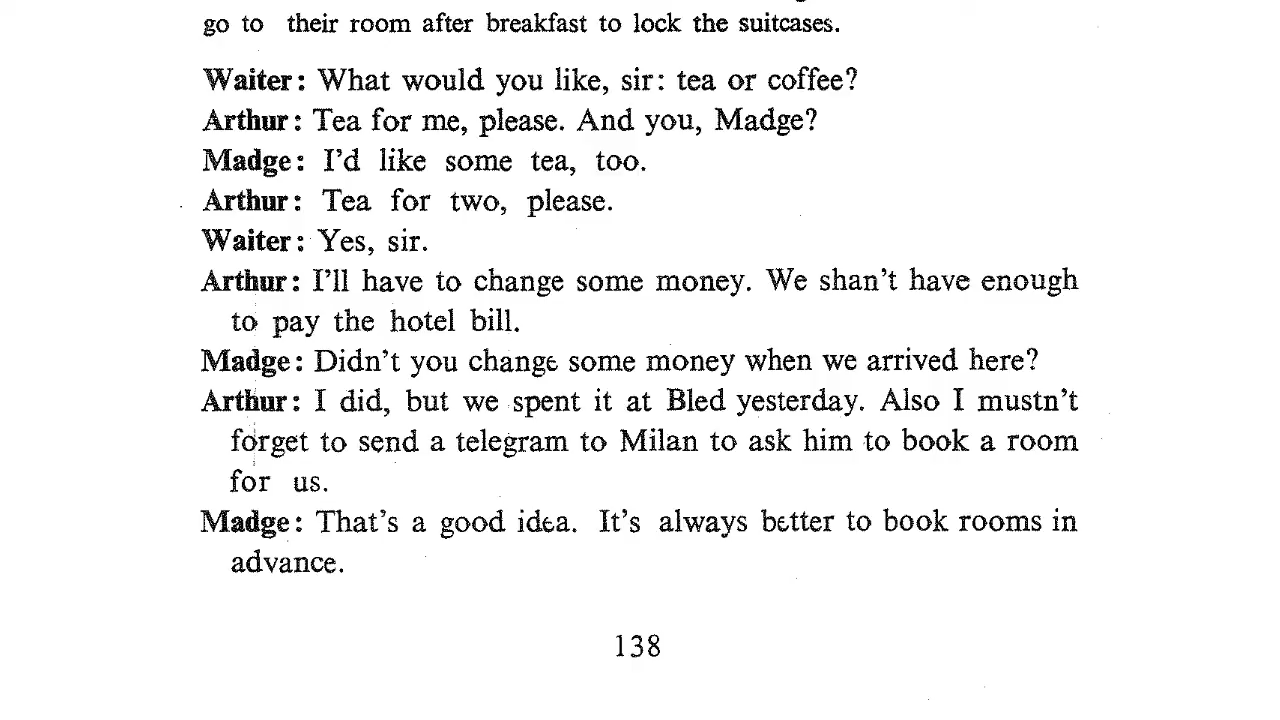 go to their room after breakfast to lock the suitcases.
Waiter: What would you like, sir: tea or coffee?
Arthur: Tea for me, please. And you, Madge?
Madge: I'd like some tea, too.
Arthur: Tea for two, please.
Waiter: Yes, sir.
Arthur: I'll have to change some money. We shan't have enough
to pay the hotel bill.
Madge: Didn't you change some money when we arrived here?
Arthur: I did, but we spent it at Bled yesterday. Also I mustn't
forget to send a telegram to Milan to ask him to book a room
for us.
Madge: That's a good idea. It's always better to book rooms in
advance.
138